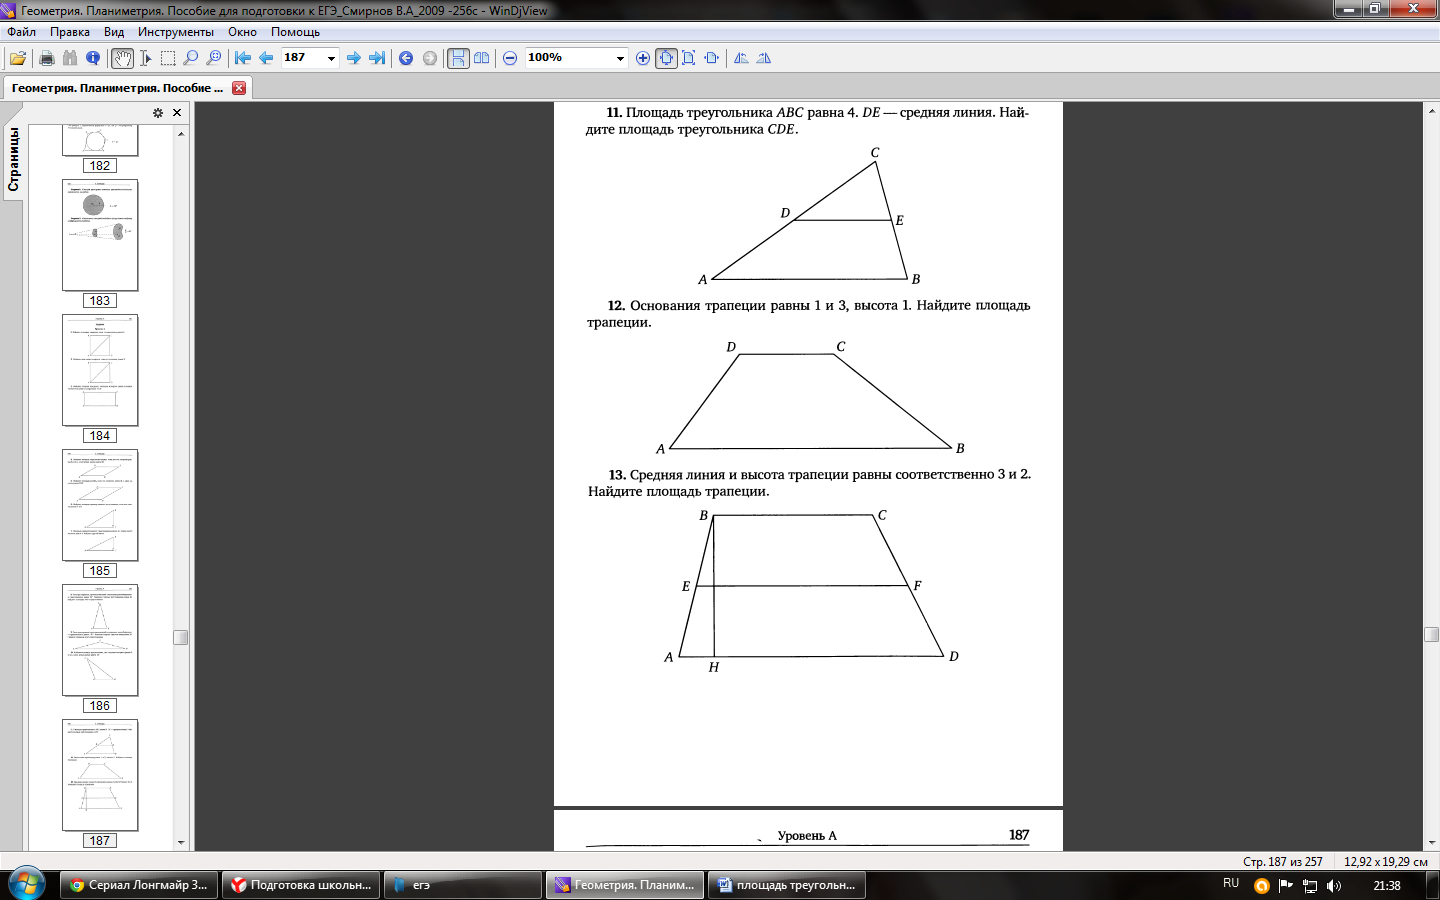 Геометрия. Планиметрия. Пособие для подготовки к ЕГЭ_Смирнов В.А_2009 -256с - WinDjView
Файл Правка Вид Инструменты Окно Помощь
187 100%
Геометрия. Планиметрия. Пособие ...
Страницы
182
183
184
185
186
187
11. Площадь треугольника ABC равна 4. DE — средняя линия. Най-
дите площадь треугольника CDE.
C
D
E
A
B
12. Основания трапеции равны 1 и 3, высота 1. Найдите площадь
трапеции.
D C
A B
13. Средняя линия и высота трапеции равны соответственно 3 и 2.
Найдите площадь трапеции.
B C
E F
A H D
Уровень А 187
Стр. 187 из 257 12,92 x 19,29 см
Сериал Лонгмайр 3... Подготовка школьн... егэ Геометрия. Планим... площадь треугольн... RU 21:38